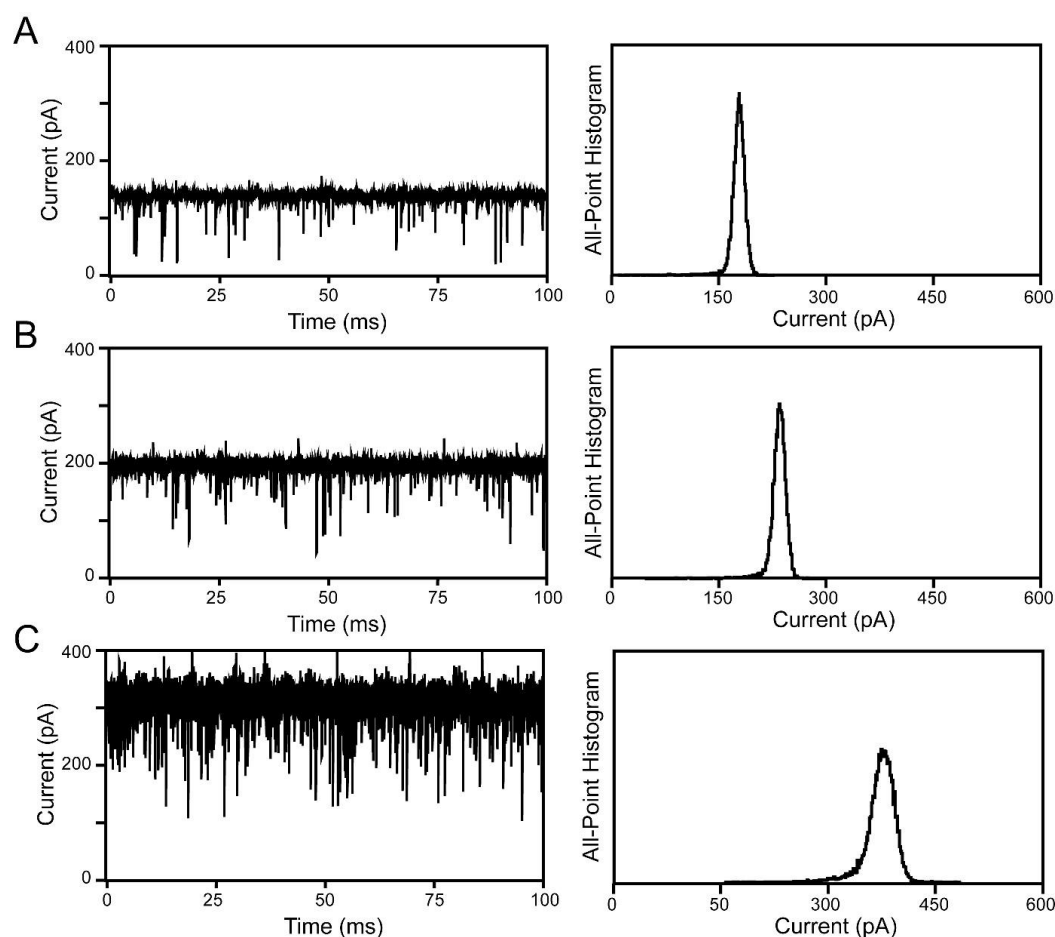 A
400
200
0
Current (pA)
0 25 50 75 100
Time (ms)
All-Point Histogram
0 150 300 450 600
Current (pA)
B
400
200
0
Current (pA)
0 25 50 75 100
Time (ms)
All-Point Histogram
0 150 300 450 600
Current (pA)
C
400
200
0
Current (pA)
0 25 50 75 100
Time (ms)
All-Point Histogram
0 50 300 450 600
Current (pA)